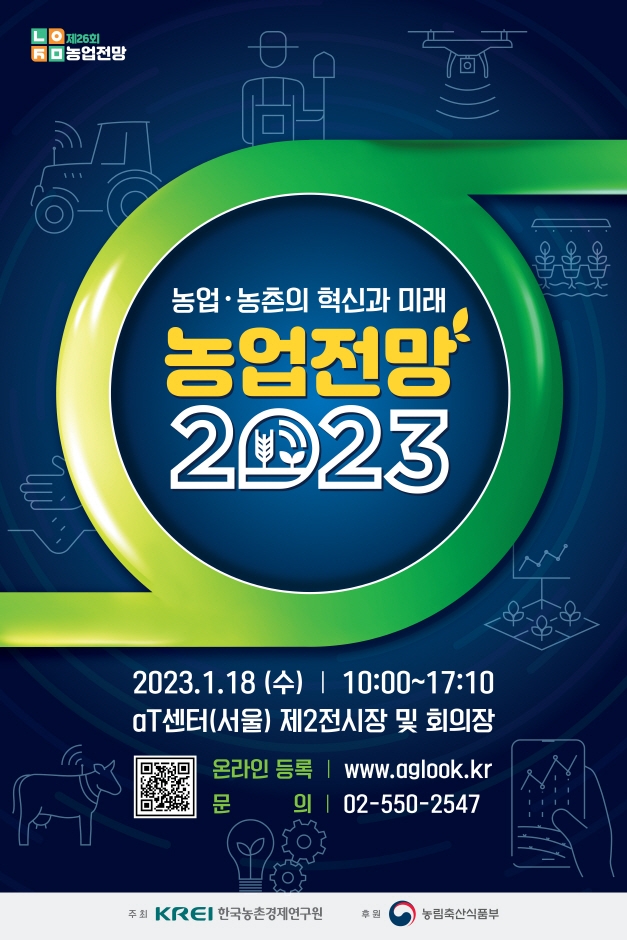 제26회
농업전망
농업·농촌의 혁신과 미래
농업전망
2023
2023.1.18 (수) | 10:00~17:10
aT센터(서울) 제2전시장 및 회의장
온라인 등록 | www.aglook.kr
문 의 | 02-550-2547
주최 KREI 한국농촌경제연구원 후원 농림축산식품부